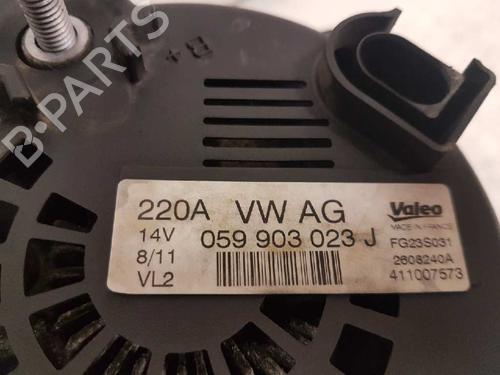 B+
B-PARTS
220A VW AG Valeo
MADE IN FRANCE
14V 059 903 023 J FG23S031
8/11 2608240A
VL2 411007573